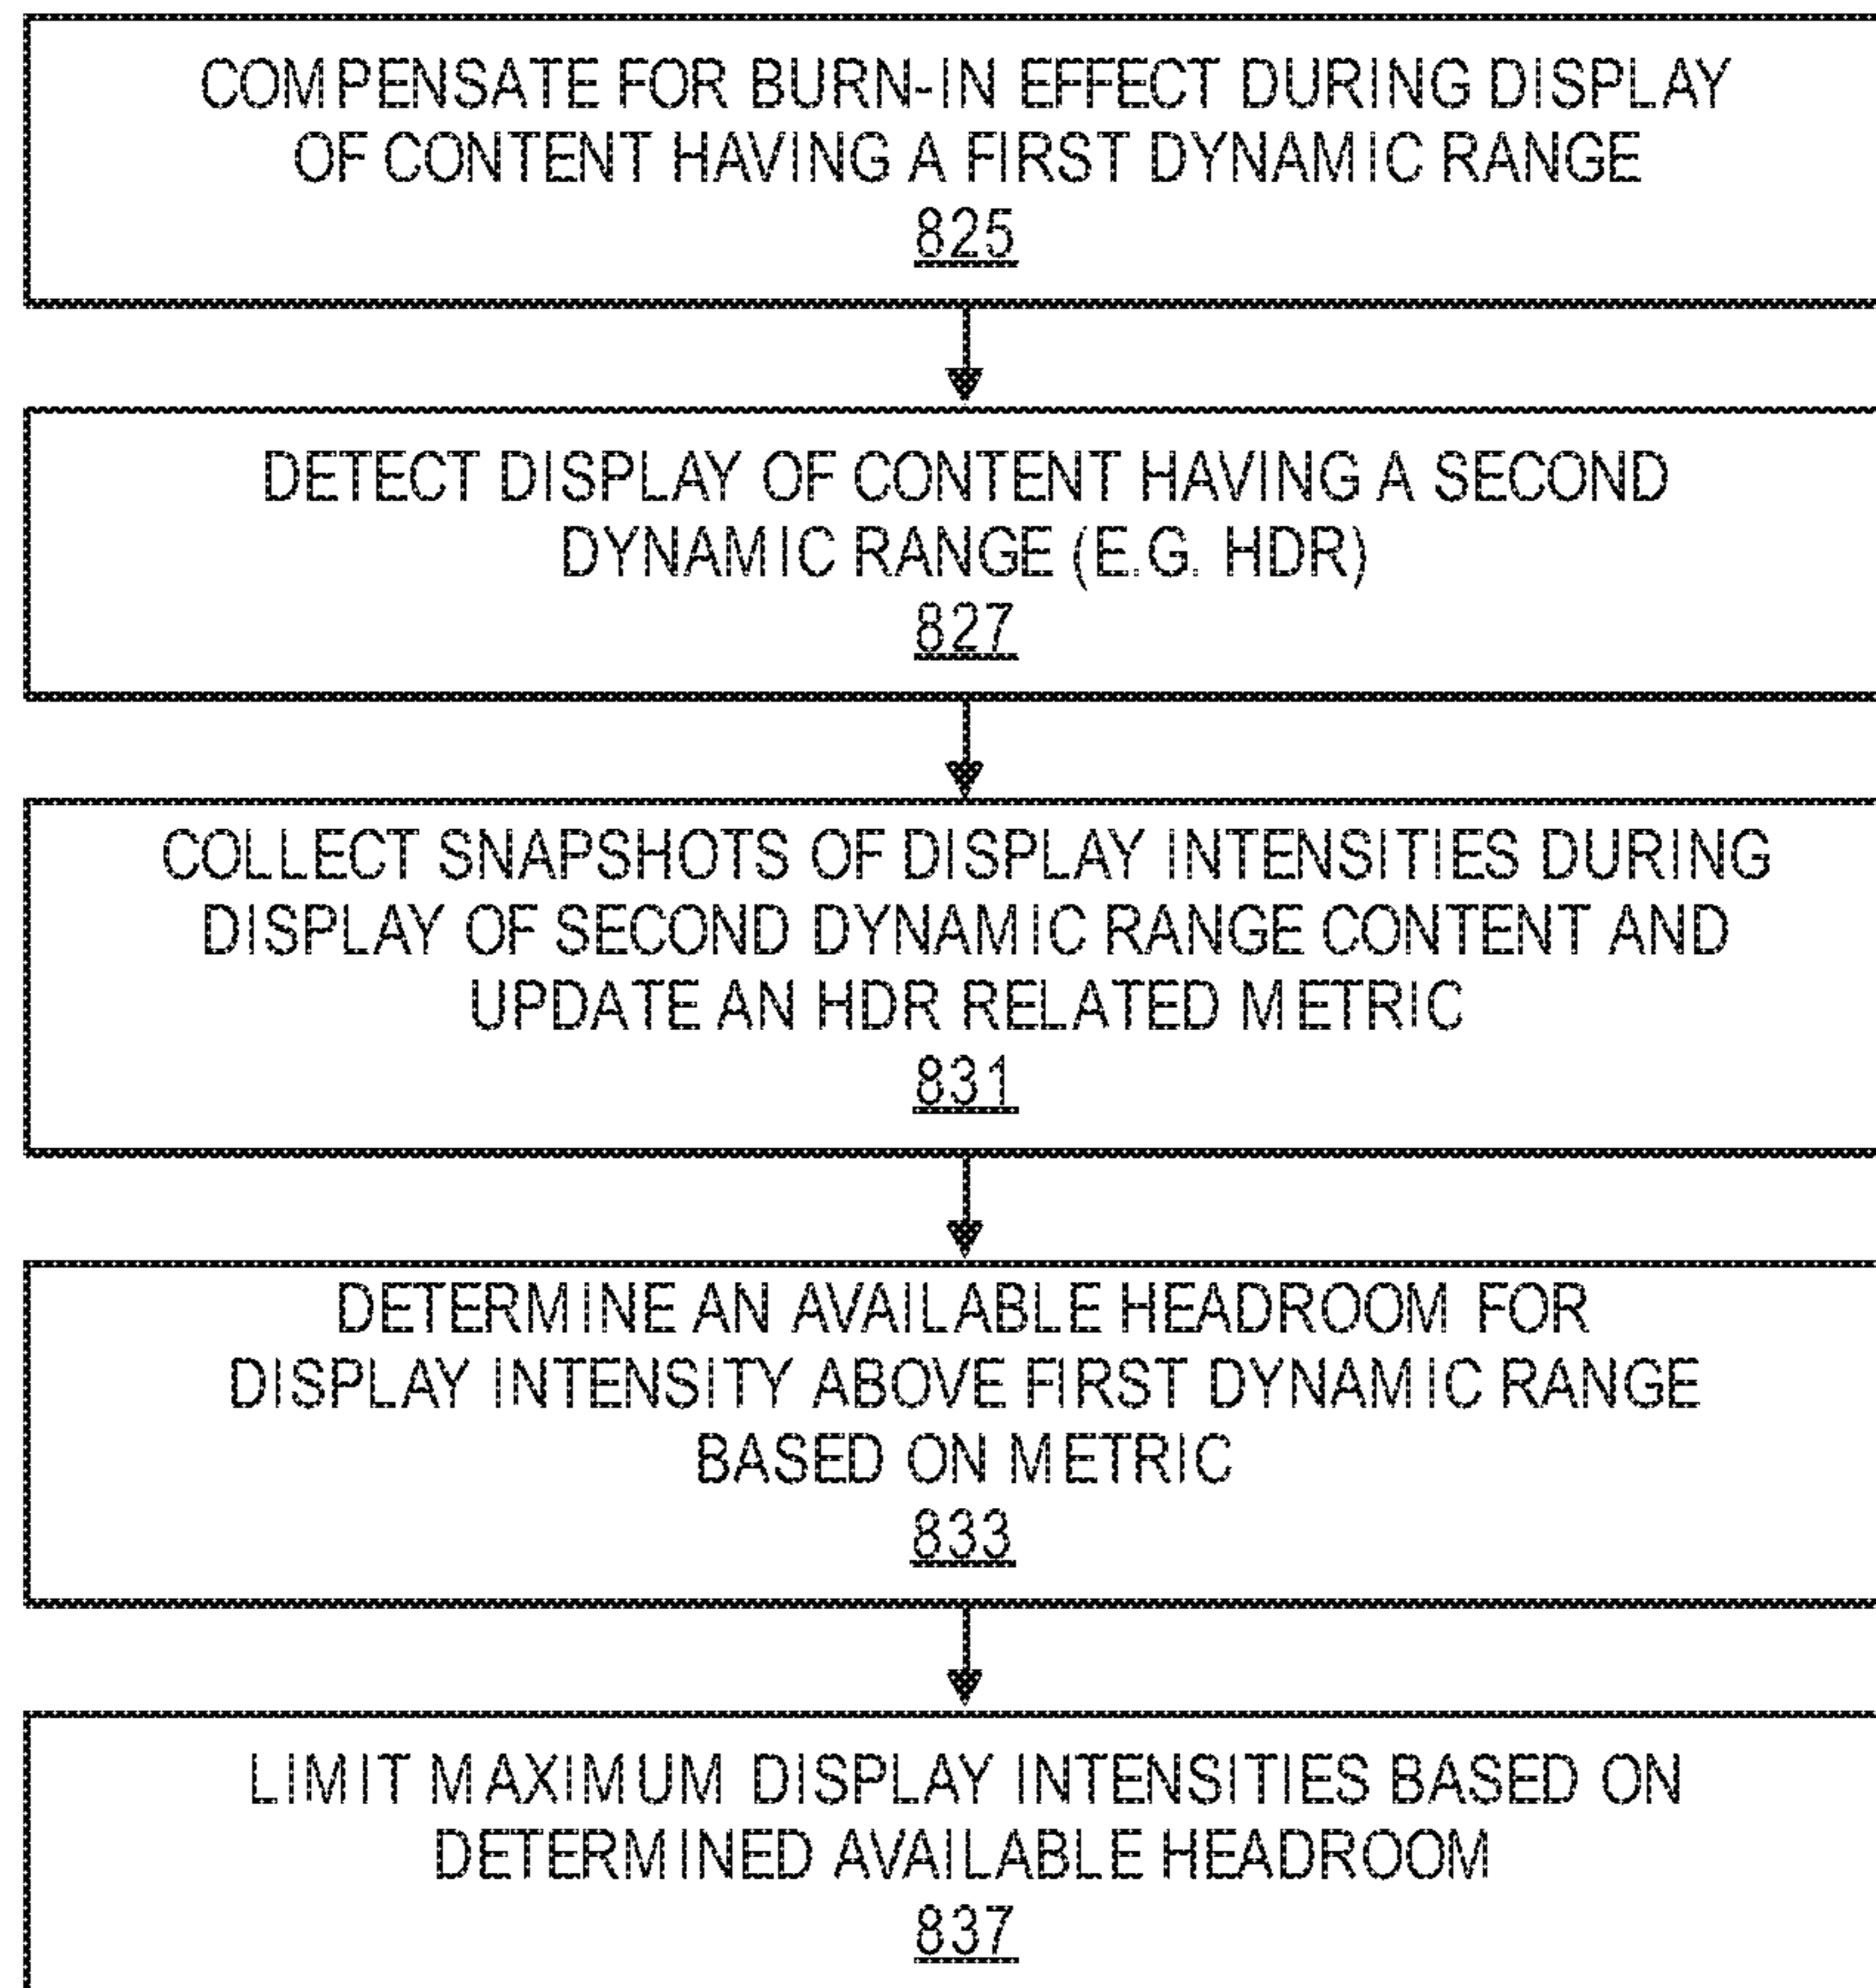 COMPENSATE FOR BURN-IN EFFECT DURING DISPLAY
OF CONTENT HAVING A FIRST DYNAMIC RANGE
825
DETECT DISPLAY OF CONTENT HAVING A SECOND
DYNAMIC RANGE (E.G. HDR)
827
COLLECT SNAPSHOTS OF DISPLAY INTENSITIES DURING
DISPLAY OF SECOND DYNAMIC RANGE CONTENT AND
UPDATE AN HDR RELATED METRIC
831
DETERMINE AN AVAILABLE HEADROOM FOR
DISPLAY INTENSITY ABOVE FIRST DYNAMIC RANGE
BASED ON METRIC
833
LIMIT MAXIMUM DISPLAY INTENSITIES BASED ON
DETERMINED AVAILABLE HEADROOM
837